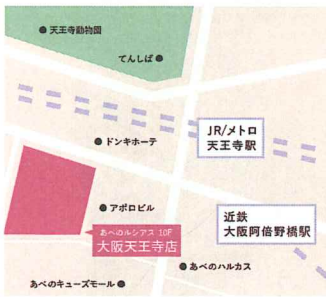 天王寺動物園
てんしば
JR/メトロ
天王寺駅
ドンキホーテ
アポロビル
あべのルシアス 10F
大阪天王寺店
近鉄
大阪阿倍野橋駅
あべのハルカス
あべのキューズモール